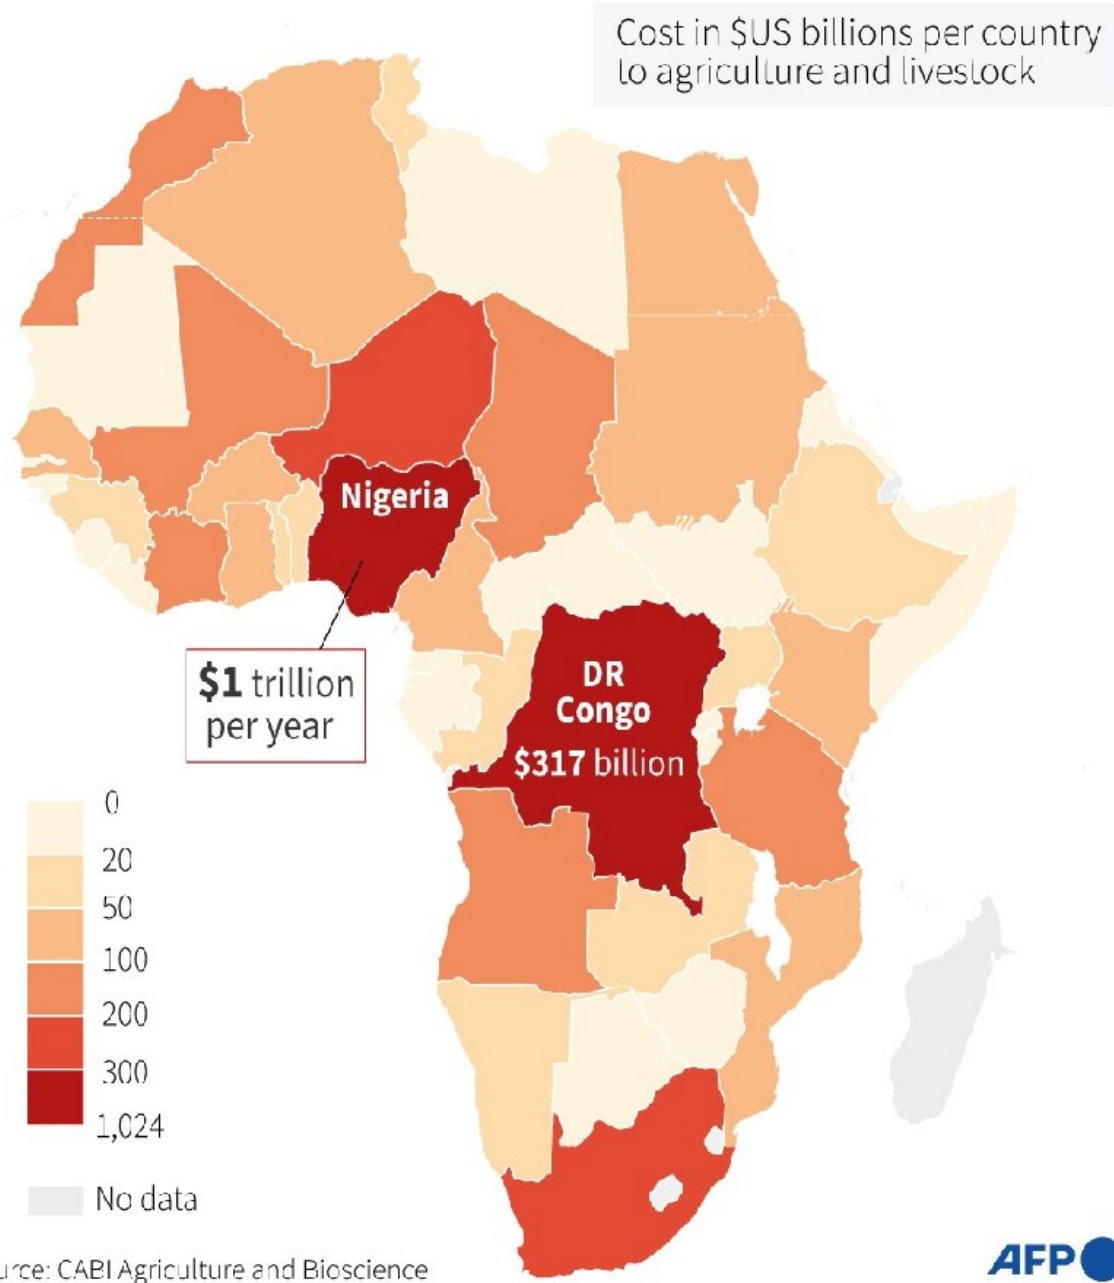 Cost in $US billions per country
to agriculture and livestock
Nigeria
$1 trillion
per year
DR
Congo
$317 billion
0
20
50
100
200
300
1,024
No data
urce: CABI Agriculture and Bioscience
AFP